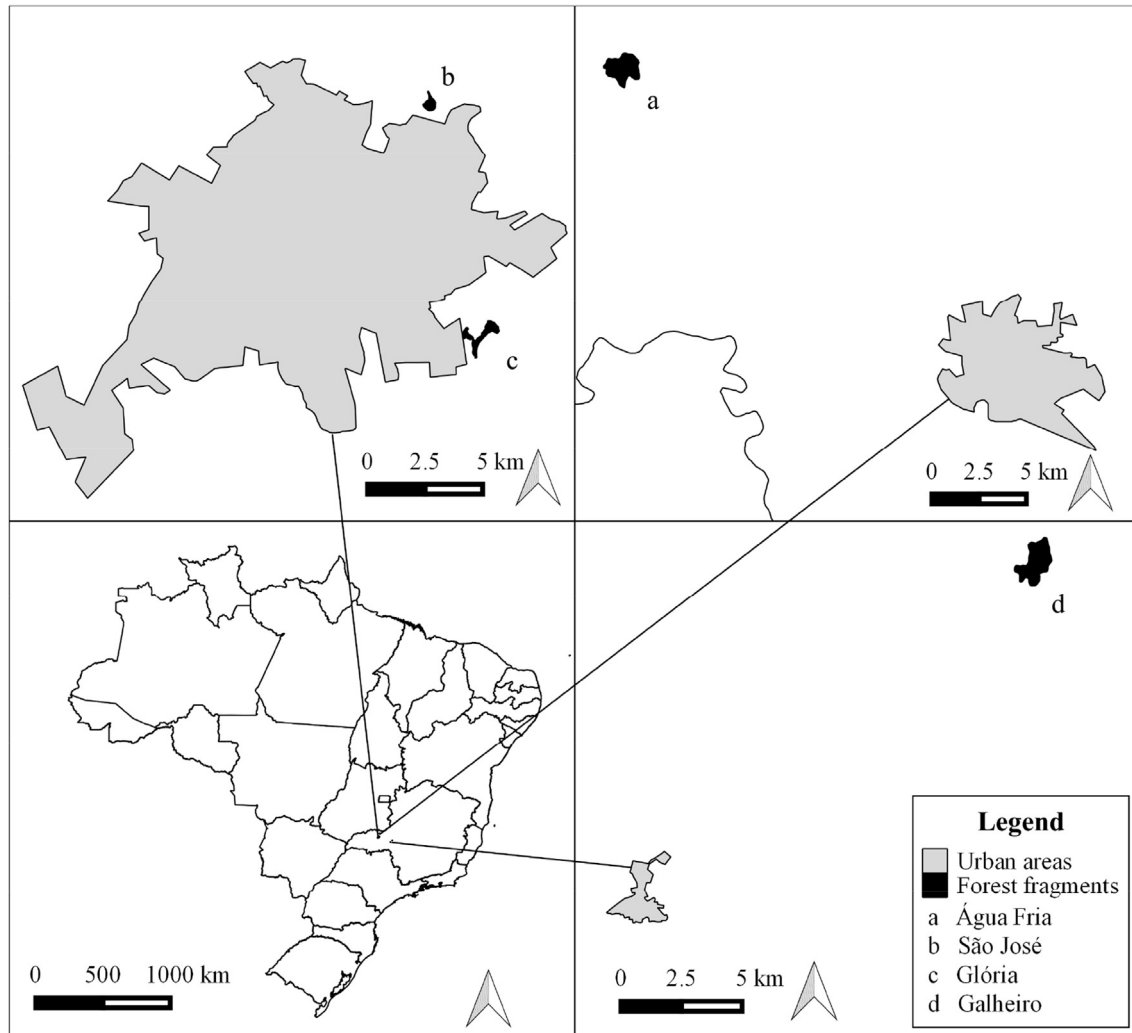 b
c
0 2.5 5 km
a
0 2.5 5 km
0 500 1000 km
d
0 2.5 5 km
Legend
Urban areas
Forest fragments
a Água Fria
b São José
c Glória
d Galheiro